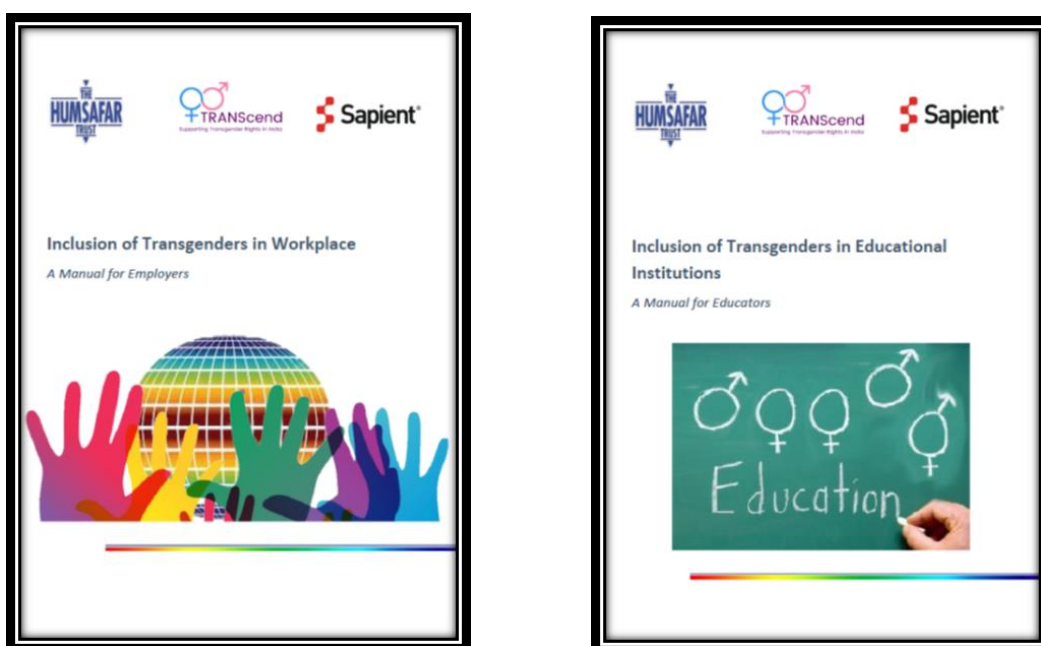 THE
HUMSAFAR
TRUST
TRANScend
Supporting Transgender Rights in India
Sapient®
Inclusion of Transgenders in Workplace
A Manual for Employers
THE
HUMSAFAR
TRUST
TRANScend
Supporting Transgender Rights in India
Sapient®
Inclusion of Transgenders in Educational
Institutions
A Manual for Educators
Education